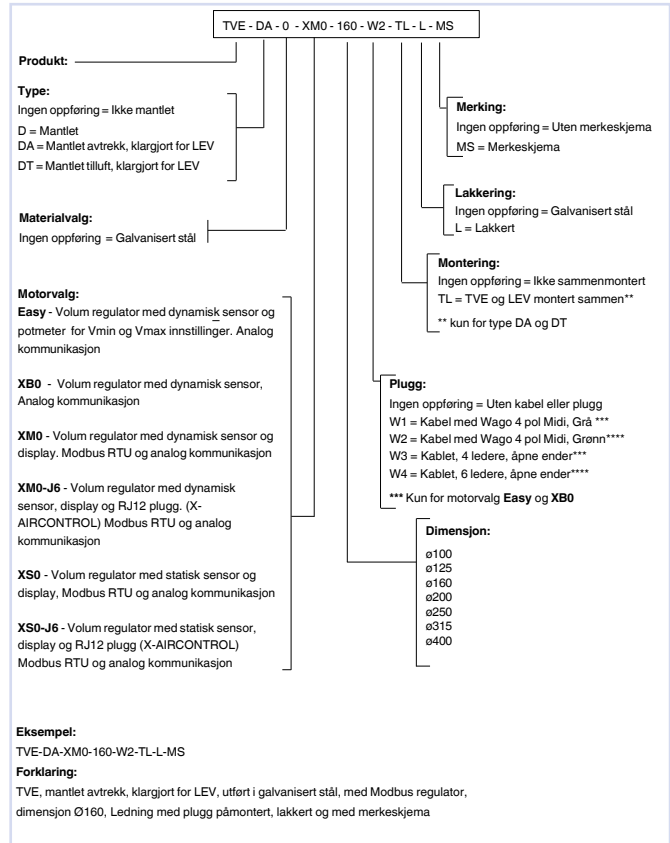 TVE - DA - 0 - XM0 - 160 - W2 - TL - L - MS
Produkt:
Type:
Ingen oppføring = Ikke mantlet
D = Mantlet
DA = Mantlet avtrekk, klargjort for LEV
DT = Mantlet tilluft, klargjort for LEV
Materialvalg:
Ingen oppføring = Galvanisert stål
Motorvalg:
Easy - Volum regulator med dynamisk sensor og
potmeter for Vmin og Vmax innstillinger. Analog
kommunikasjon
XB0 - Volum regulator med dynamisk sensor,
Analog kommunikasjon
XM0 - Volum regulator med dynamisk sensor og
display. Modbus RTU og analog kommunikasjon
XM0-J6 - Volum regulator med dynamisk
sensor, display og RJ12 plugg. (X-
AIRCONTROL) Modbus RTU og analog
kommunikasjon
XS0 - Volum regulator med statisk sensor og
display, Modbus RTU og analog kommunikasjon
XS0-J6 - Volum regulator med statisk sensor,
display og RJ12 plugg (X-AIRCONTROL)
Modbus RTU og analog kommunikasjon
Merking:
Ingen oppføring = Uten merkeskjema
MS = Merkeskjema
Lakkering:
Ingen oppføring = Galvanisert stål
L = Lakkert
Montering:
Ingen oppføring = Ikke sammenmontert
TL = TVE og LEV montert sammen**
** kun for type DA og DT
Plugg:
Ingen oppføring = Uten kabel eller plugg
W1 = Kabel med Wago 4 pol Midi, Grå ***
W2 = Kabel med Wago 4 pol Midi, Grønn****
W3 = Kablet, 4 ledere, åpne ender***
W4 = Kablet, 6 ledere, åpne ender****
*** Kun for motorvalg Easy og XB0
Dimensjon:
ø100
ø125
ø160
ø200
ø250
ø315
ø400
Eksempel:
TVE-DA-XM0-160-W2-TL-L-MS
Forklaring:
TVE, mantlet avtrekk, klargjort for LEV, utført i galvanisert stål, med Modbus regulator,
dimensjon Ø160, Ledning med plugg påmontert, lakkert og med merkeskjema